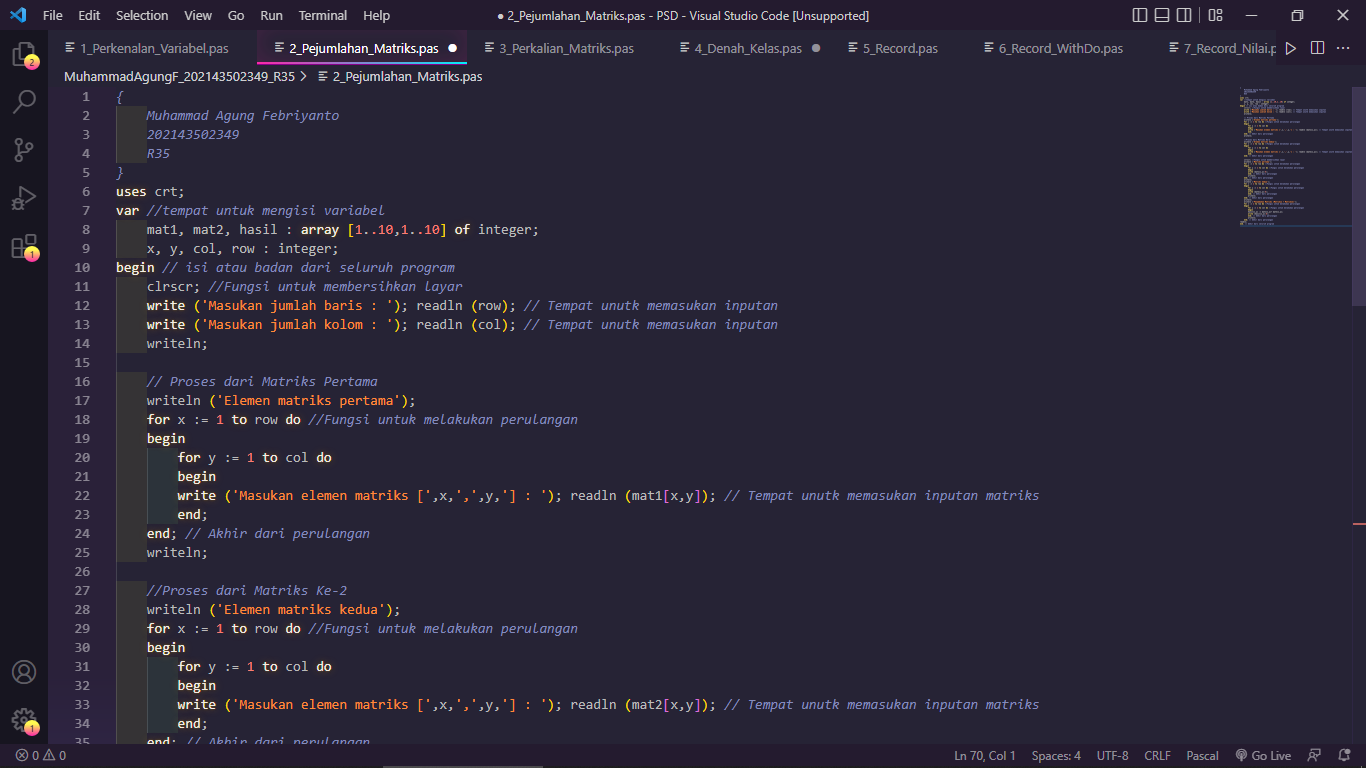 File Edit Selection View Go Run Terminal Help ● 2_Pejumlahan_Matriks.pas - PSD - Visual Studio Code [Unsupported]
1_Perkenalan_Variabel.pas 2_Pejumlahan_Matriks.pas 3_Perkalian_Matriks.pas 4_Denah_Kelas.pas 5_Record.pas 6_Record_WithDo.pas 7_Record_Nilai.p
MuhammadAgungF_202143502349_R35 > 2_Pejumlahan_Matriks.pas
1 {
2 Muhammad Agung Febriyanto
3 202143502349
4 R35
5 }
6 uses crt;
7 var //tempat untuk mengisi variabel
8 mat1, mat2, hasil : array [1..10,1..10] of integer;
9 x, y, col, row : integer;
10 begin // isi atau badan dari seluruh program
11 clrscr; //Fungsi untuk membersihkan layar
12 write ('Masukan jumlah baris : '); readln (row); // Tempat unutk memasukan inputan
13 write ('Masukan jumlah kolom : '); readln (col); // Tempat unutk memasukan inputan
14 writeln;
15
16 // Proses dari Matriks Pertama
17 writeln ('Elemen matriks pertama');
18 for x := 1 to row do //Fungsi untuk melakukan perulangan
19 begin
20 for y := 1 to col do
21 begin
22 write ('Masukan elemen matriks [',x,',',y,'] : '); readln (mat1[x,y]); // Tempat unutk memasukan inputan matriks
23 end;
24 end; // Akhir dari perulangan
25 writeln;
26
27 //Proses dari Matriks Ke-2
28 writeln ('Elemen matriks kedua');
29 for x := 1 to row do //Fungsi untuk melakukan perulangan
30 begin
31 for y := 1 to col do
32 begin
33 write ('Masukan elemen matriks [',x,',',y,'] : '); readln (mat2[x,y]); // Tempat unutk memasukan inputan matriks
34 end;
35 end; // Akhir dari perulangan
2
1
1
0 0 Ln 70, Col 1 Spaces: 4 UTF-8 CRLF Pascal Go Live